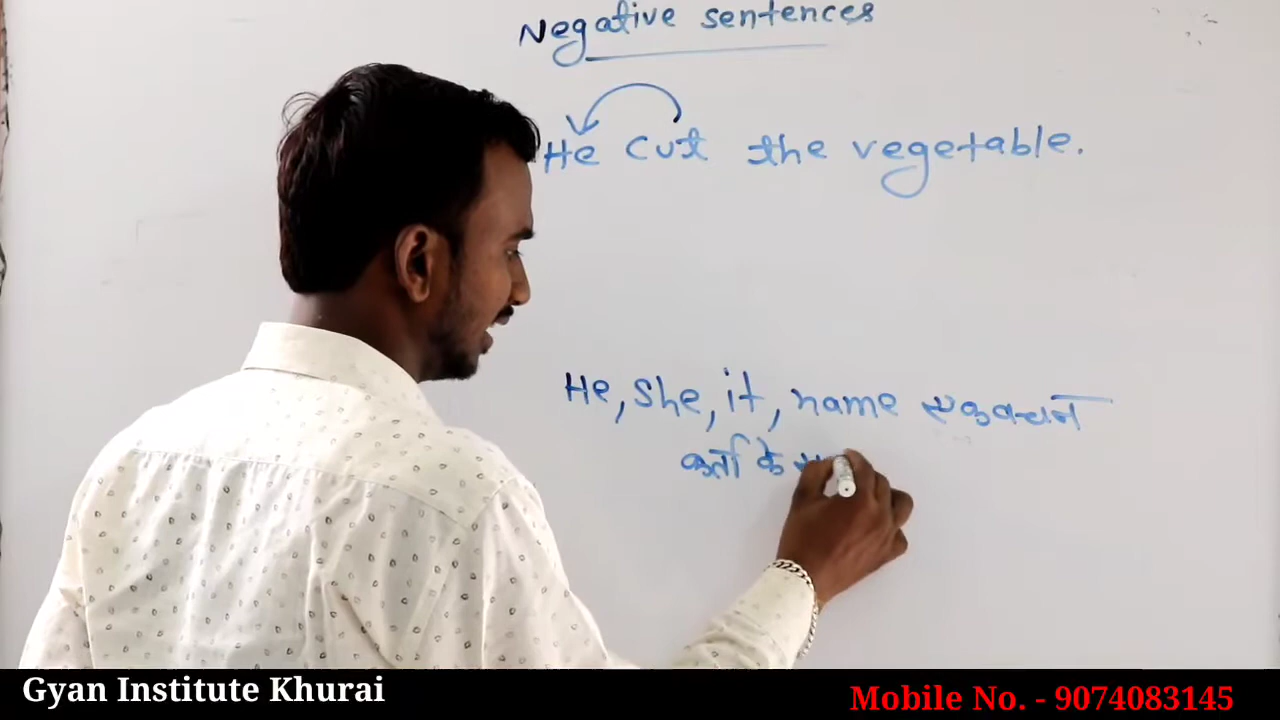 Negative sentences
He cut the vegetable.
He, she, it, name एकवचन
कर्ता के
Gyan Institute Khurai
Mobile No. - 9074083145